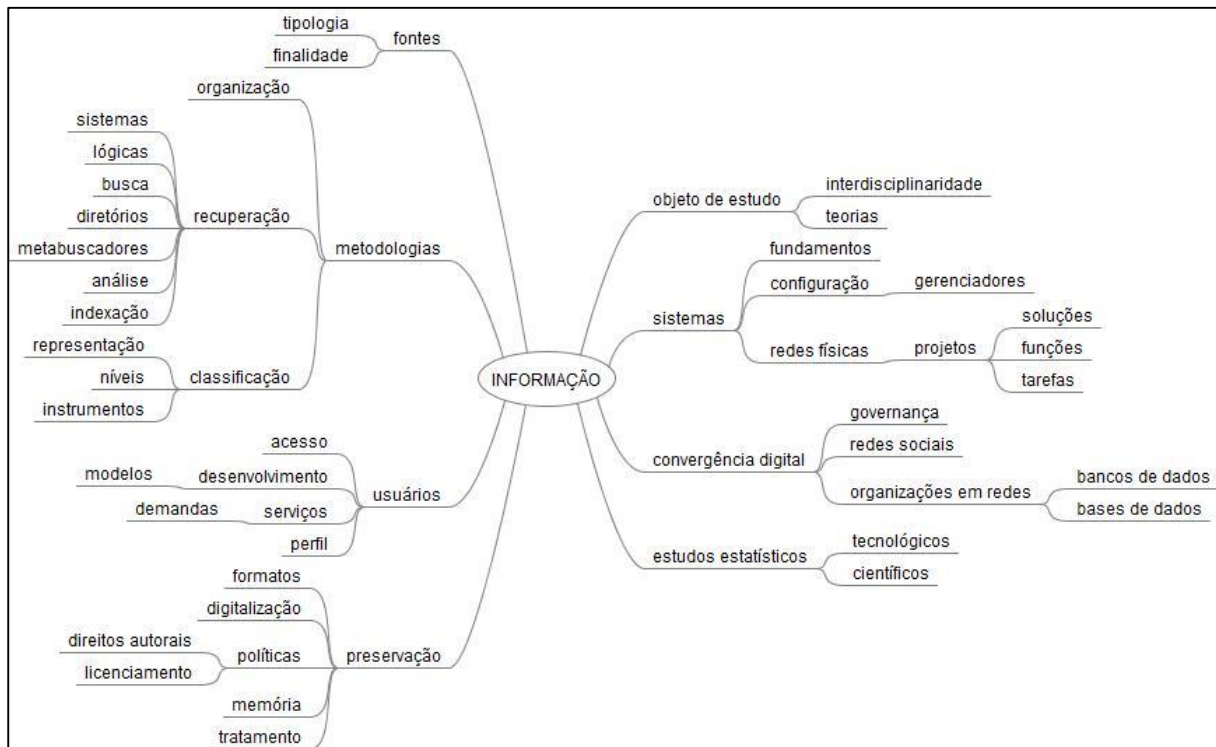 tipologia
finalidade
fontes
organização
sistemas
lógicas
busca
diretórios
metabuscadores
análise
indexação
recuperação
representação
níveis
instrumentos
classificação
metodologias
acesso
modelos
desenvolvimento
demandas
serviços
perfil
usuários
formatos
digitalização
direitos autorais
licenciamento
políticas
memória
tratamento
preservação
INFORMAÇÃO
objeto de estudo
interdisciplinaridade
teorias
sistemas
fundamentos
configuração
gerenciadores
redes físicas
projetos
soluções
funções
tarefas
convergência digital
governança
redes sociais
organizações em redes
bancos de dados
bases de dados
estudos estatísticos
tecnológicos
científicos